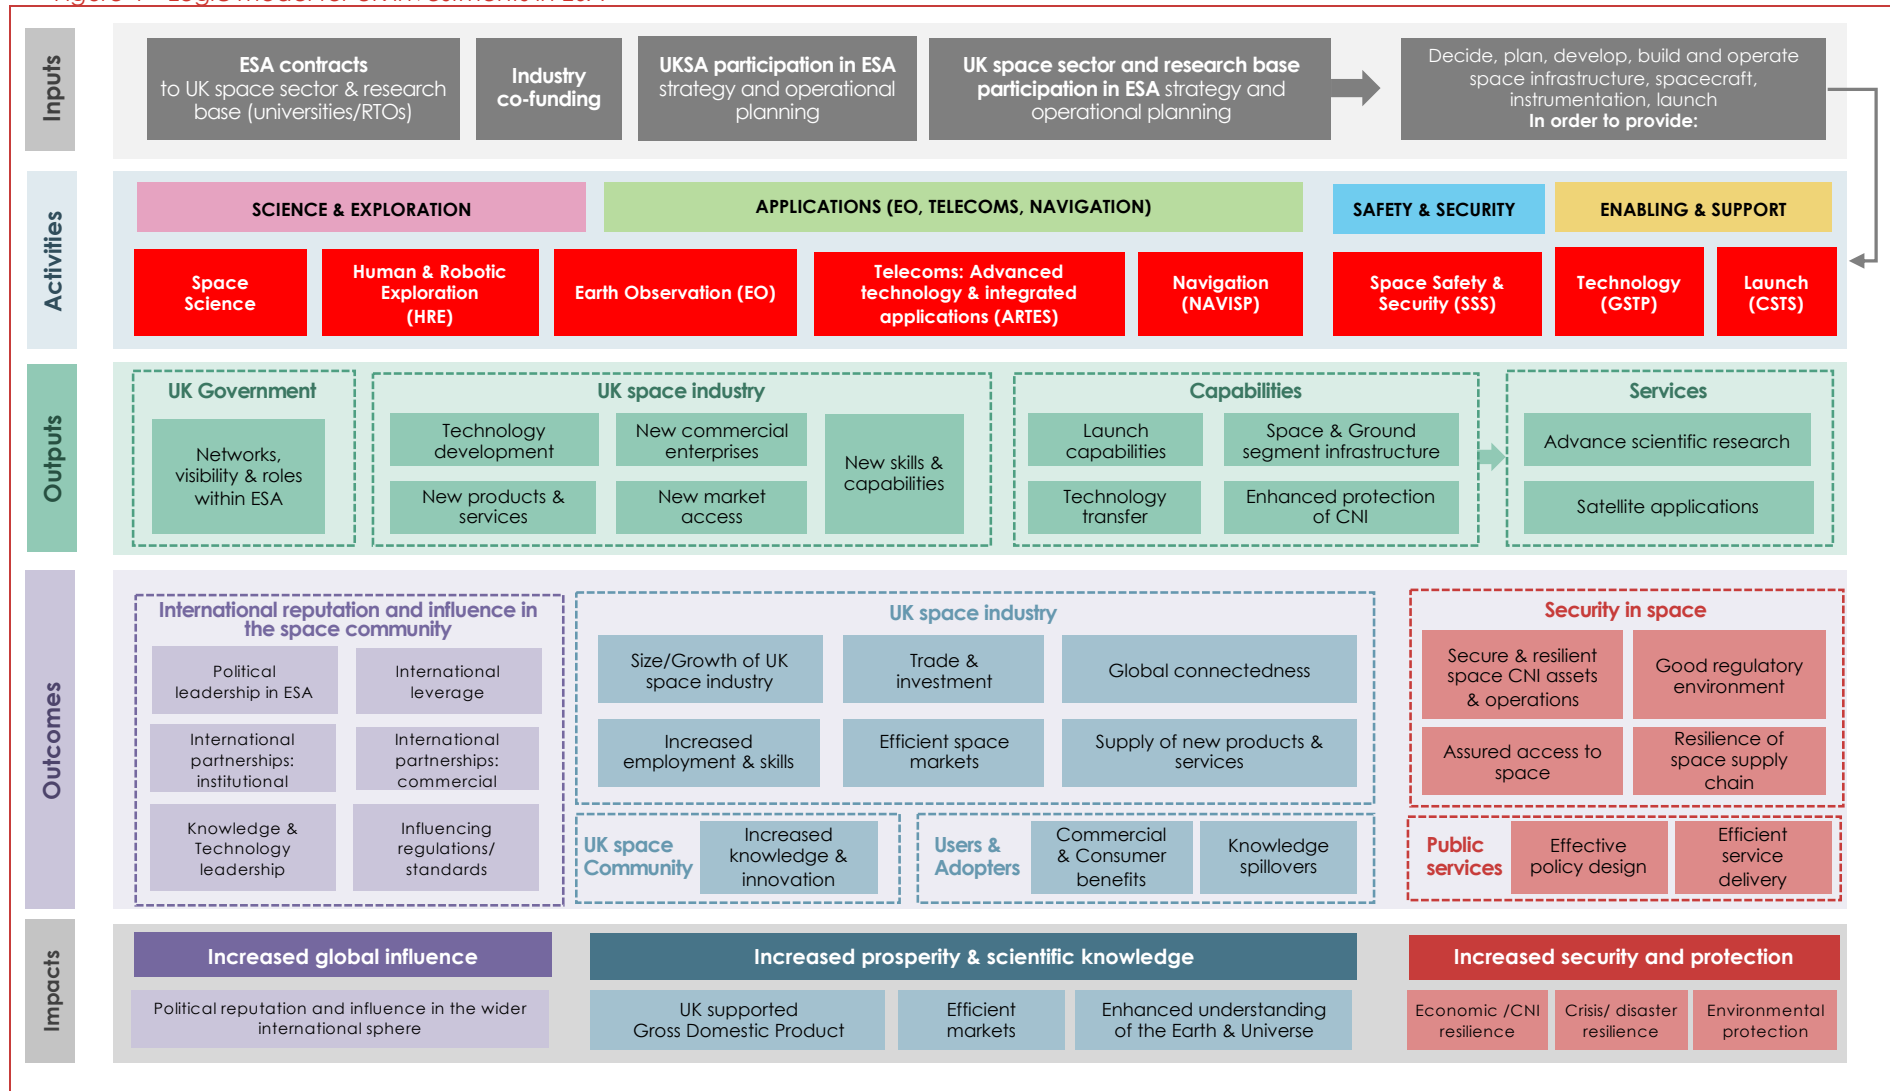 Figure Logic model for UK investments in ESA
Inputs
ESA contracts
to UK space sector & research
base (universities/RTOs)
Industry
co-funding
UKSA participation in ESA
strategy and operational
planning
UK space sector and research base
participation in ESA strategy and
operational planning
Decide, plan, develop, build and operate
space infrastructure, spacecraft,
instrumentation, launch
In order to provide:
Activities
SCIENCE & EXPLORATION
APPLICATIONS (EO, TELECOMS, NAVIGATION)
SAFETY & SECURITY
ENABLING & SUPPORT
Space
Science
Human & Robotic
Exploration
(HRE)
Earth Observation (EO)
Telecoms: Advanced
technology & integrated
applications (ARTES)
Navigation
(NAVISP)
Space Safety &
Security (SSS)
Technology
(GSTP)
Launch
(CSTS)
Outputs
UK Government
Networks,
visibility & roles
within ESA
UK space industry
Technology
development
New commercial
enterprises
New products &
services
New market
access
New skills &
capabilities
Capabilities
Launch
capabilities
Space & Ground
segment infrastructure
Technology
transfer
Enhanced protection
of CNI
Services
Advance scientific research
Satellite applications
Outcomes
International reputation and influence in
the space community
Political
leadership in ESA
International
leverage
International
partnerships:
institutional
International
partnerships:
commercial
Knowledge &
Technology
leadership
Influencing
regulations/
standards
UK space industry
Size/Growth of UK
space industry
Trade &
investment
Global connectedness
Increased
employment & skills
Efficient space
markets
Supply of new products &
services
UK space
Community
Increased
knowledge &
innovation
Users &
Adopters
Commercial
& Consumer
benefits
Knowledge
spillovers
Security in space
Secure & resilient
space CNI assets
& operations
Good regulatory
environment
Assured access to
space
Resilience of
space supply
chain
Public
services
Effective
policy design
Efficient
service
delivery
Impacts
Increased global influence
Political reputation and influence in the wider
international sphere
Increased prosperity & scientific knowledge
UK supported
Gross Domestic Product
Efficient
markets
Enhanced understanding
of the Earth & Universe
Increased security and protection
Economic /CNI
resilience
Crisis/ disaster
resilience
Environmental
protection